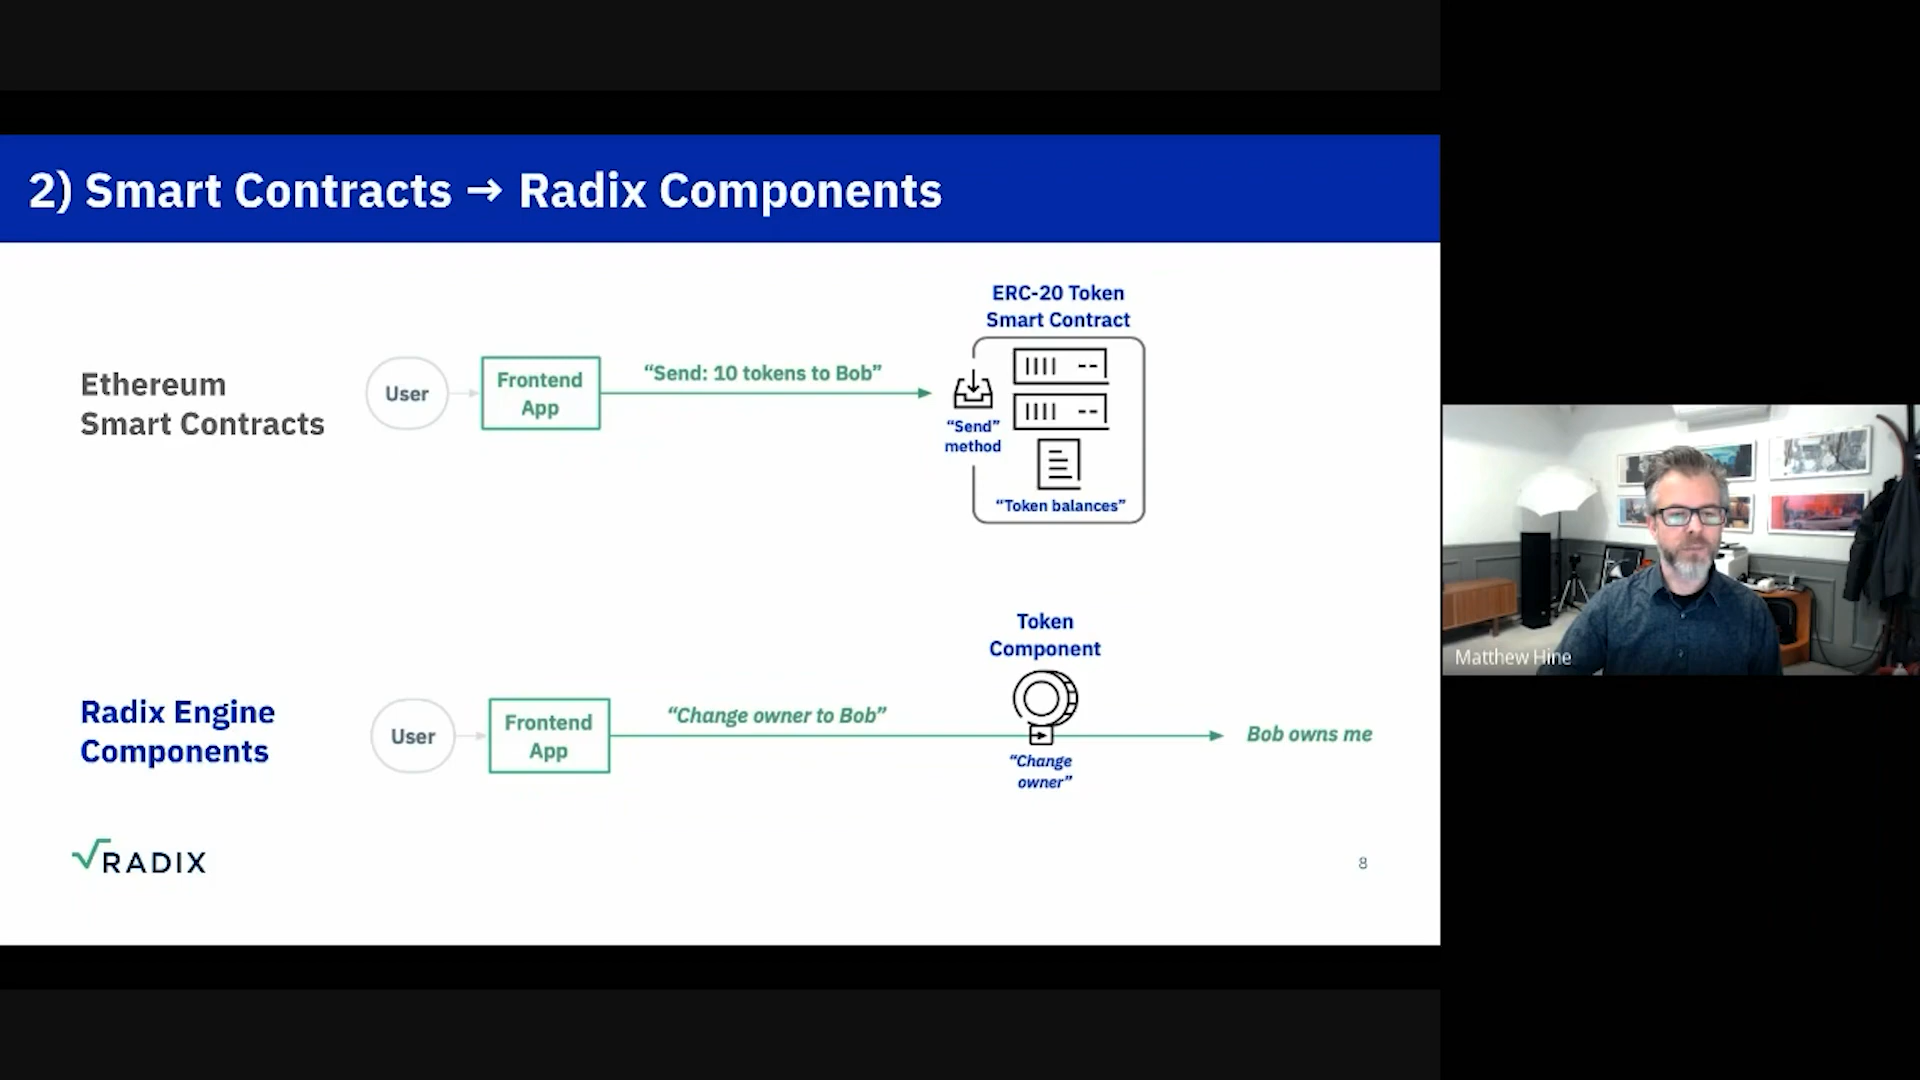 2) Smart Contracts → Radix Components
ERC-20 Token
Smart Contract
Ethereum
Smart Contracts
User
Frontend
App
“Send: 10 tokens to Bob”
“Send”
method
“Token balances”
Token
Component
Radix Engine
Components
User
Frontend
App
“Change owner to Bob”
“Change
owner”
Bob owns me
RADIX
8
Matthew Hine